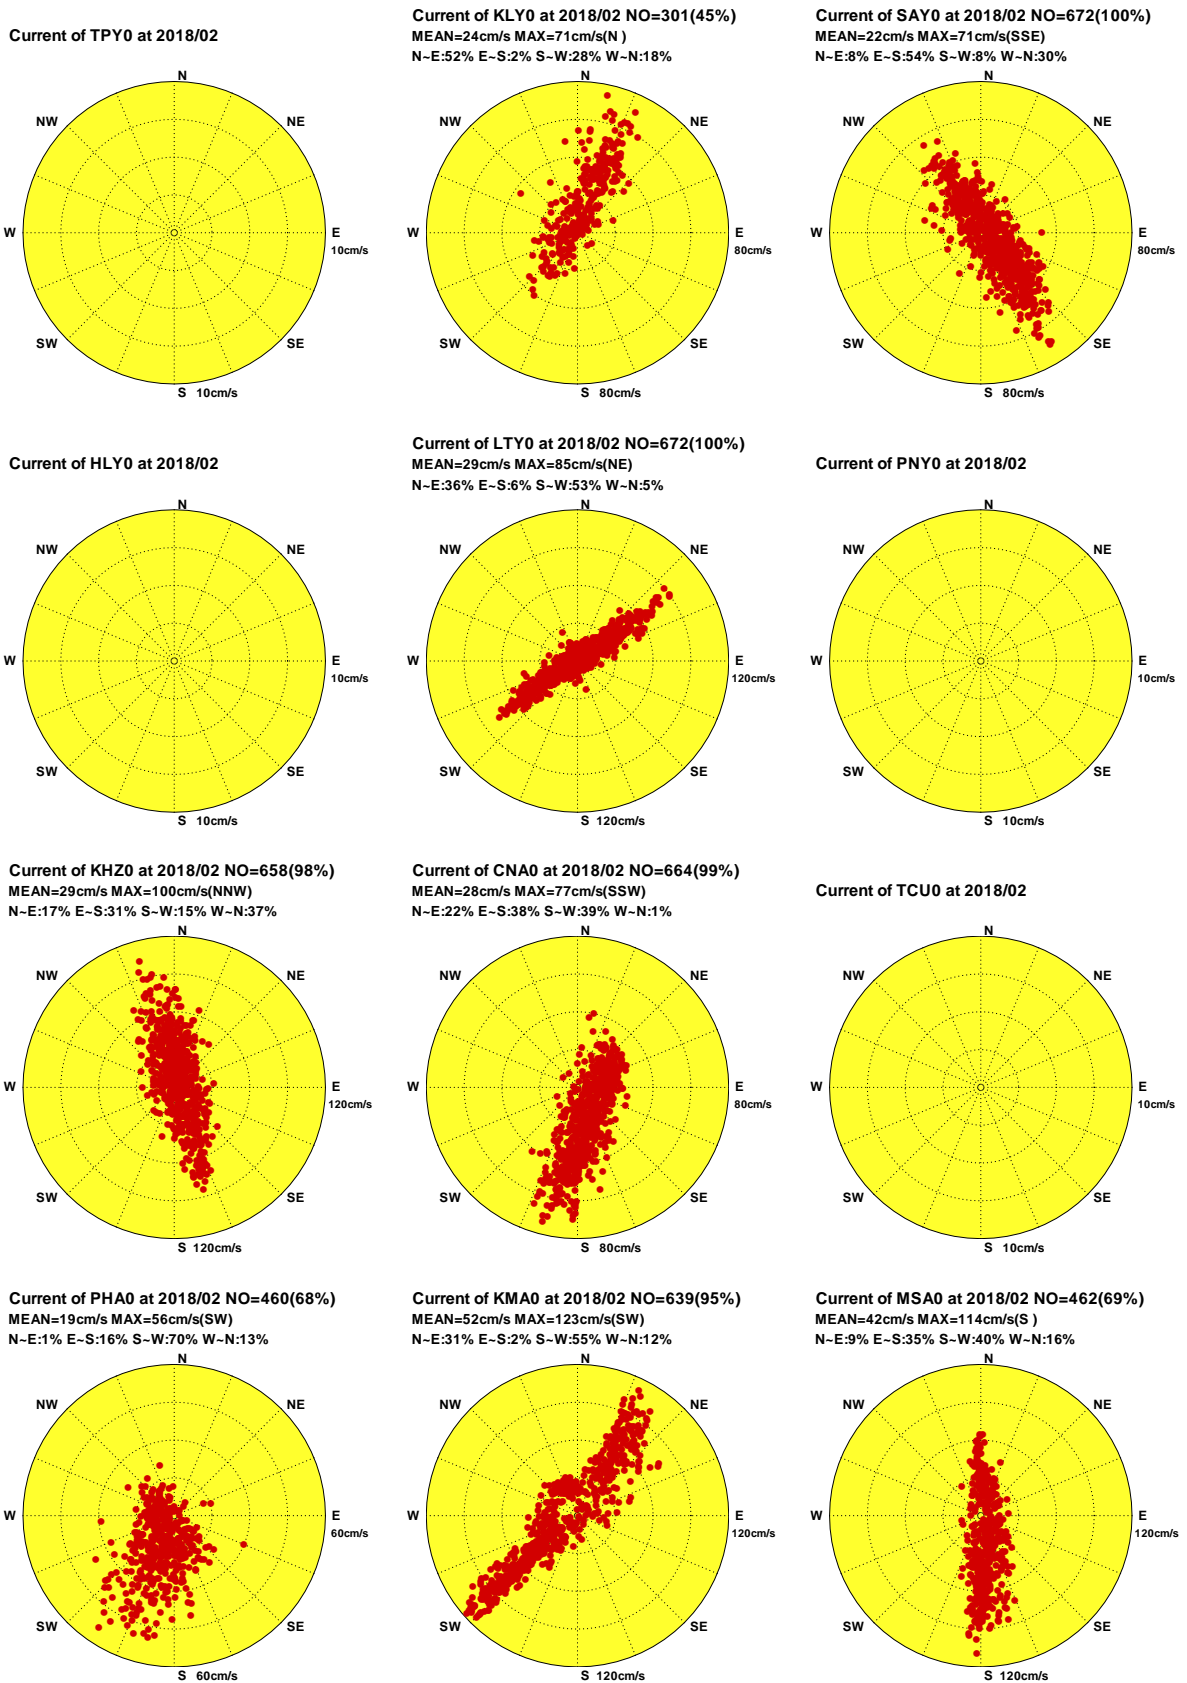 Current of TPY0 at 2018/02
N
NW
NE
W
E
10cm/s
SW
SE
S 10cm/s
Current of KLY0 at 2018/02 NO=301(45%)
MEAN=24cm/s MAX=71cm/s(N )
N~E:52% E~S:2% S~W:28% W~N:18%
N
NW
NE
W
E
80cm/s
SW
SE
S 80cm/s
Current of SAY0 at 2018/02 NO=672(100%)
MEAN=22cm/s MAX=71cm/s(SSE)
N~E:8% E~S:54% S~W:8% W~N:30%
N
NW
NE
W
E
80cm/s
SW
SE
S 80cm/s
Current of HLY0 at 2018/02
N
NW
NE
W
E
10cm/s
SW
SE
S 10cm/s
Current of LTY0 at 2018/02 NO=672(100%)
MEAN=29cm/s MAX=85cm/s(NE)
N~E:36% E~S:6% S~W:53% W~N:5%
N
NW
NE
W
E
120cm/s
SW
SE
S 120cm/s
Current of PNY0 at 2018/02
N
NW
NE
W
E
10cm/s
SW
SE
S 10cm/s
Current of KHZ0 at 2018/02 NO=658(98%)
MEAN=29cm/s MAX=100cm/s(NNW)
N~E:17% E~S:31% S~W:15% W~N:37%
N
NW
NE
W
E
120cm/s
SW
SE
S 120cm/s
Current of CNA0 at 2018/02 NO=664(99%)
MEAN=28cm/s MAX=77cm/s(SSW)
N~E:22% E~S:38% S~W:39% W~N:1%
N
NW
NE
W
E
80cm/s
SW
SE
S 80cm/s
Current of TCU0 at 2018/02
N
NW
NE
W
E
10cm/s
SW
SE
S 10cm/s
Current of PHA0 at 2018/02 NO=460(68%)
MEAN=19cm/s MAX=56cm/s(SW)
N~E:1% E~S:16% S~W:70% W~N:13%
N
NW
NE
W
E
60cm/s
SW
SE
S 60cm/s
Current of KMA0 at 2018/02 NO=639(95%)
MEAN=52cm/s MAX=123cm/s(SW)
N~E:31% E~S:2% S~W:55% W~N:12%
N
NW
NE
W
E
120cm/s
SW
SE
S 120cm/s
Current of MSA0 at 2018/02 NO=462(69%)
MEAN=42cm/s MAX=114cm/s(S )
N~E:9% E~S:35% S~W:40% W~N:16%
N
NW
NE
W
E
120cm/s
SW
SE
S 120cm/s